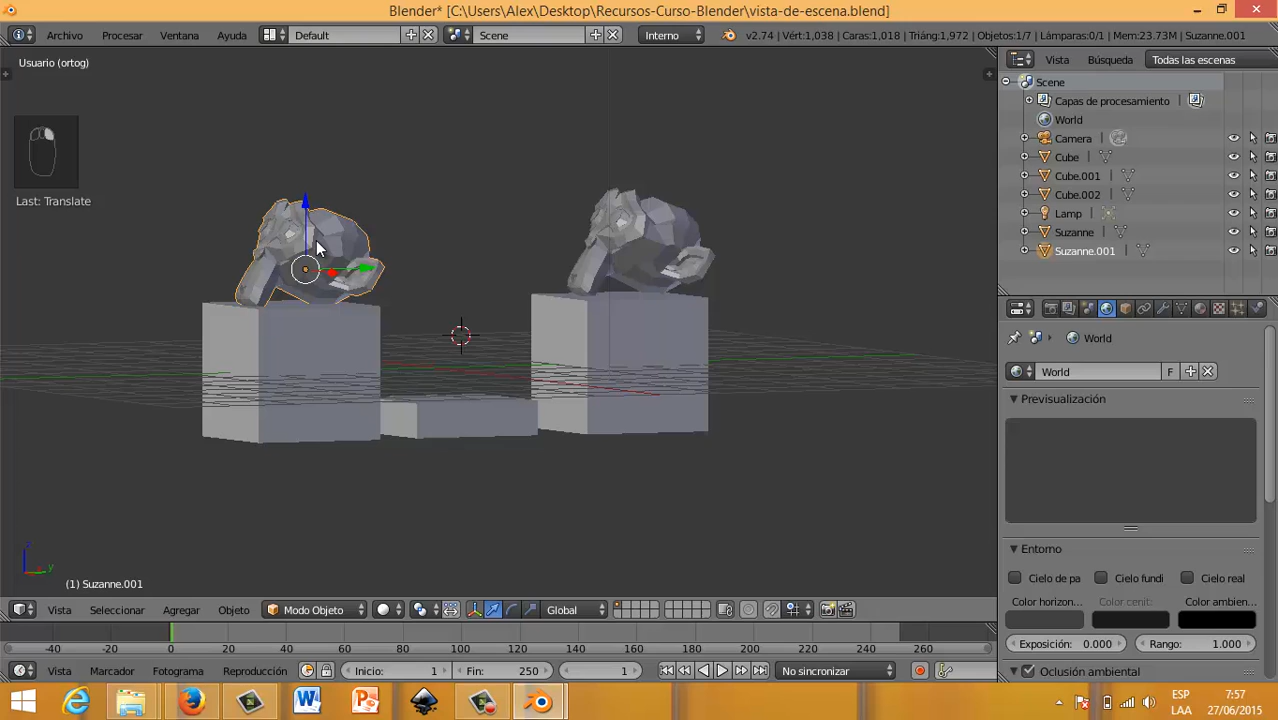 Blender* [C:\Users\Alex\Desktop\Recursos-Curso-Blender\vista-de-escena.blend]
Archivo Procesar Ventana Ayuda Default Scene Interno v2.74 | Vért:1,038 | Caras:1,018 | Triáng:1,972 | Objetos:1/7 | Lámparas:0/1 | Mem:23.73M | Suzanne.001
Usuario (ortog)
Last: Translate
(1) Suzanne.001
Vista Seleccionar Agregar Objeto Modo Objeto Global
-40 -20 0 20 40 60 80 100 120 140 160 180 200 220 240 260
Vista Marcador Fotograma Reproducción Inicio: 1 Fin: 250 1 No sincronizar
Vista Búsqueda Todas las escenas
Scene
Capas de procesamiento |
World
Camera |
Cube |
Cube.001 |
Cube.002 |
Lamp |
Suzanne |
Suzanne.001 |
World
World F
Previsualización
Entorno
Cielo de pa Cielo fundi Cielo real
Color horizon... Color cenit: Color ambien...
Exposición: 0.000 Rango: 1.000
Oclusión ambiental
ESP
LAA
7:57
27/06/2015